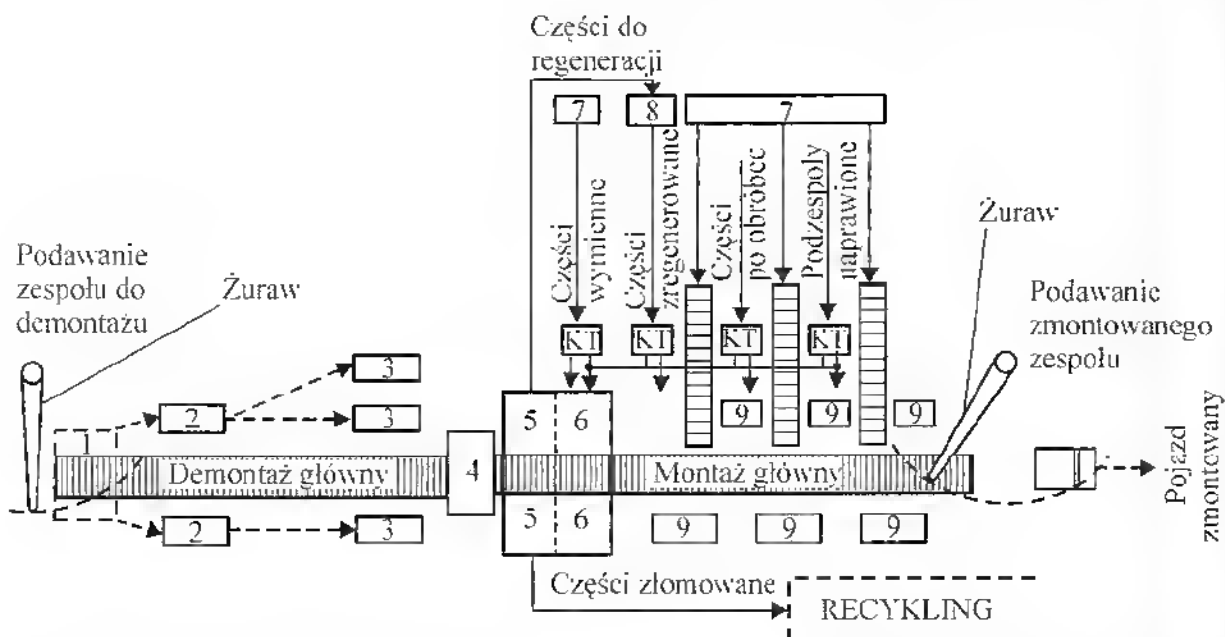 Części do
regeneracji
7
8
7
Części
wymienne
Części
zregenerowane
Części
po obróbce
Podzespoły
naprawione
Żuraw
Podawanie
zespołu do
demontażu
Żuraw
Podawanie
zmontowanego
zespołu
KT
KT
KT
KT
3
2
3
5
6
9
9
9
1
Demontaż główny
4
Montaż główny
Pojazd
zmontowany
2
3
5
6
9
9
9
Części złomowane
RECYKLING